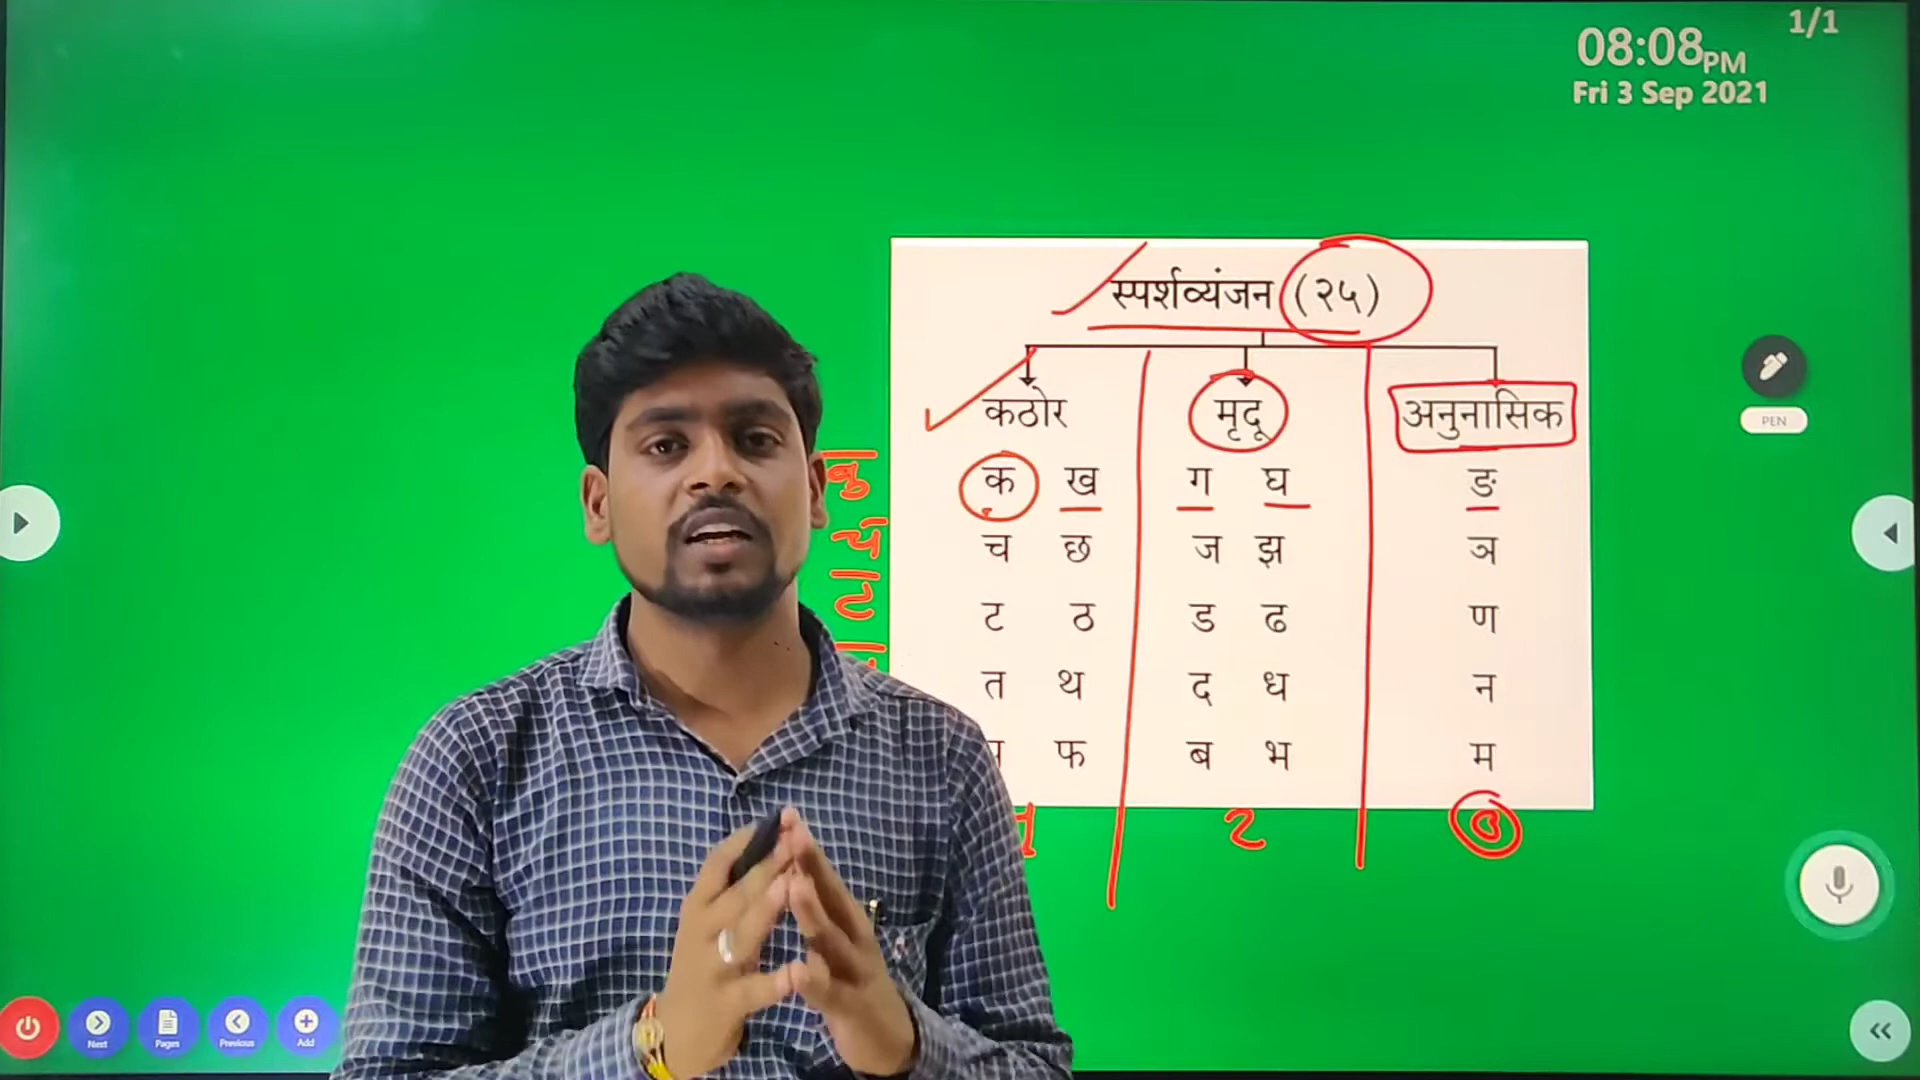 1/1
08:08PM
Fri 3 Sep 2021
स्पर्शव्यंजन (२५)
कठोर मृदू अनुनासिक
क ख ग घ ङ
च छ ज झ ञ
ट ठ ड ढ ण
त थ द ध न
फ ब भ म
PEN
Next Pages Previous Add